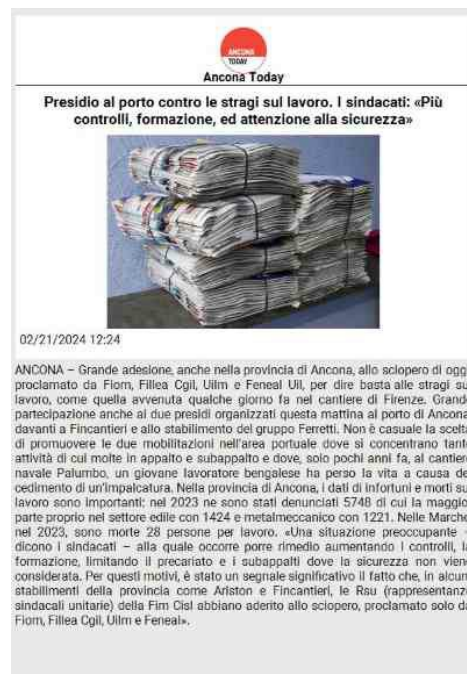 ANCONA
TODAY
Ancona Today
Presidio al porto contro le stragi sul lavoro. I sindacati: «Più
controlli, formazione, ed attenzione alla sicurezza»
02/21/2024 12:24
ANCONA – Grande adesione, anche nella provincia di Ancona, allo sciopero di oggi
proclamato da Fiom, Fillea Cgil, Uilm e Feneal Uil, per dire basta alle stragi sul
lavoro, come quella avvenuta qualche giorno fa nel cantiere di Firenze. Grande
partecipazione anche ai due presidi organizzati questa mattina al porto di Ancona,
davanti a Fincantieri e allo stabilimento del gruppo Ferretti. Non è casuale la scelta
di promuovere le due mobilitazioni nell'area portuale dove si concentrano tante
attività di cui molte in appalto e subappalto e dove, solo pochi anni fa, al cantiere
navale Palumbo, un giovane lavoratore bengalese ha perso la vita a causa del
cedimento di un'impalcatura. Nella provincia di Ancona, i dati di infortuni e morti sul
lavoro sono importanti: nel 2023 ne sono stati denunciati 5748 di cui la maggior
parte proprio nel settore edile con 1424 e metalmeccanico con 1221. Nelle Marche,
nel 2023, sono morte 28 persone per lavoro. «Una situazione preoccupante –
dicono i sindacati – alla quale occorre porre rimedio aumentando i controlli, la
formazione, limitando il precariato e i subappalti dove la sicurezza non viene
considerata. Per questi motivi, è stato un segnale significativo il fatto che, in alcuni
stabilimenti della provincia come Ariston e Fincantieri, le Rsu (rappresentanze
sindacali unitarie) della Fim Cisl abbiano aderito allo sciopero, proclamato solo da
Fiom, Fillea Cgil, Uilm e Feneal».